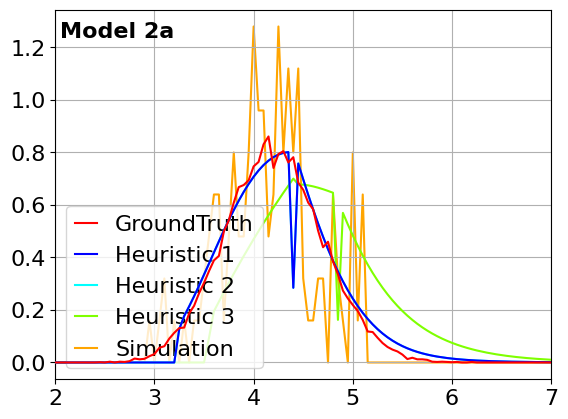 Model 2a
1.2
1.0
0.8
0.6
0.4
0.2
0.0
GroundTruth
Heuristic 1
Heuristic 2
Heuristic 3
Simulation
2 3 4 5 6 7